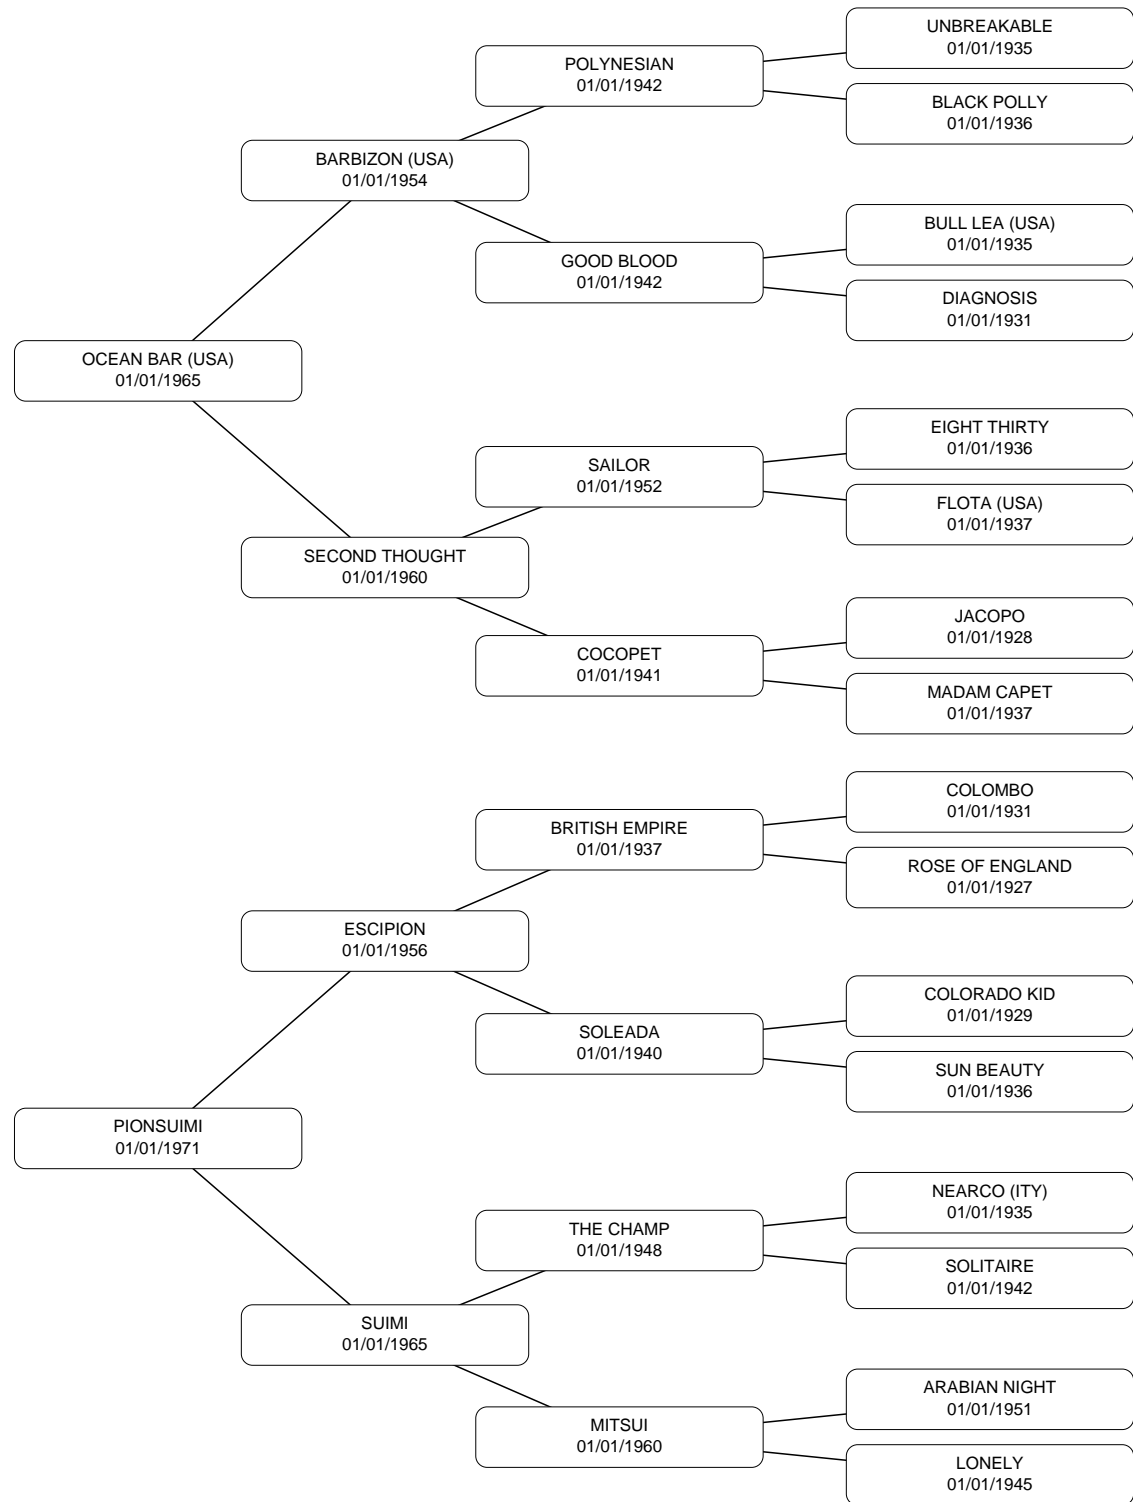 UNBREAKABLE
01/01/1935
POLYNESIAN
01/01/1942
BLACK POLLY
01/01/1936
BARBIZON (USA)
01/01/1954
BULL LEA (USA)
01/01/1935
GOOD BLOOD
01/01/1942
DIAGNOSIS
01/01/1931
OCEAN BAR (USA)
01/01/1965
EIGHT THIRTY
01/01/1936
SAILOR
01/01/1952
FLOTA (USA)
01/01/1937
SECOND THOUGHT
01/01/1960
JACOPO
01/01/1928
COCOPET
01/01/1941
MADAM CAPET
01/01/1937
COLOMBO
01/01/1931
BRITISH EMPIRE
01/01/1937
ROSE OF ENGLAND
01/01/1927
ESCIPION
01/01/1956
COLORADO KID
01/01/1929
SOLEADA
01/01/1940
SUN BEAUTY
01/01/1936
PIONSUIMI
01/01/1971
NEARCO (ITY)
01/01/1935
THE CHAMP
01/01/1948
SOLITAIRE
01/01/1942
SUIMI
01/01/1965
ARABIAN NIGHT
01/01/1951
MITSUI
01/01/1960
LONELY
01/01/1945